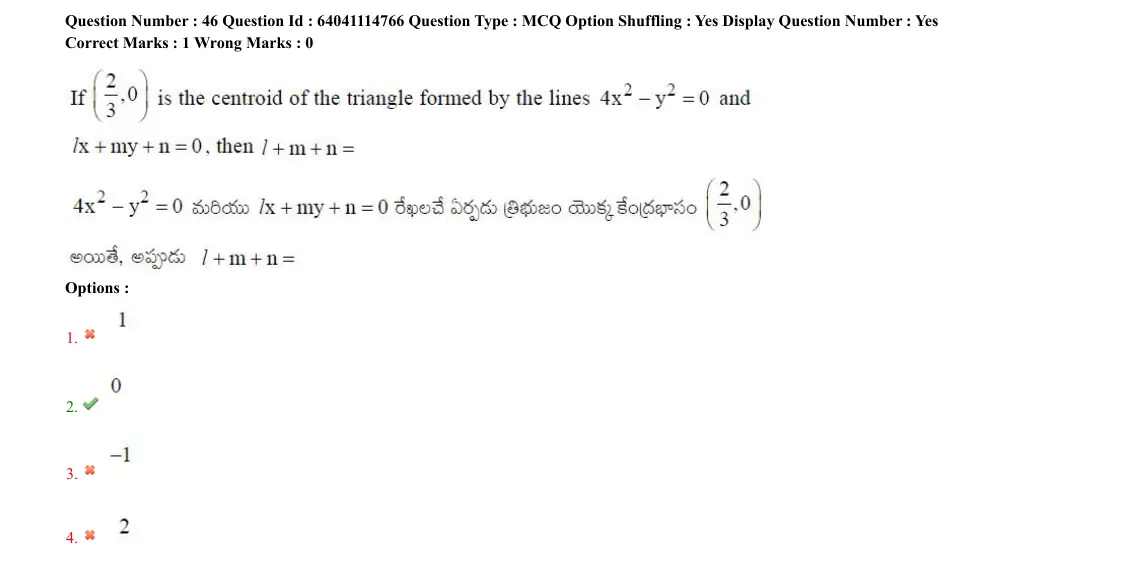 Question Number : 46 Question Id : 64041114766 Question Type : MCQ Option Shuffling : Yes Display Question Number : Yes
Correct Marks : 1 Wrong Marks : 0
If (2/3, 0) is the centroid of the triangle formed by the lines 4x² – y² = 0 and
lx + my + n = 0, then l + m + n =
4x² – y² = 0 మరియు lx + my + n = 0 రేఖలచే ఏర్పడు త్రిభుజం యొక్క కేంద్రభాసం (2/3, 0)
అయితే, అప్పుడు l + m + n =
Options :
1. ✖ 1
2. ✔ 0
3. ✖ –1
4. ✖ 2